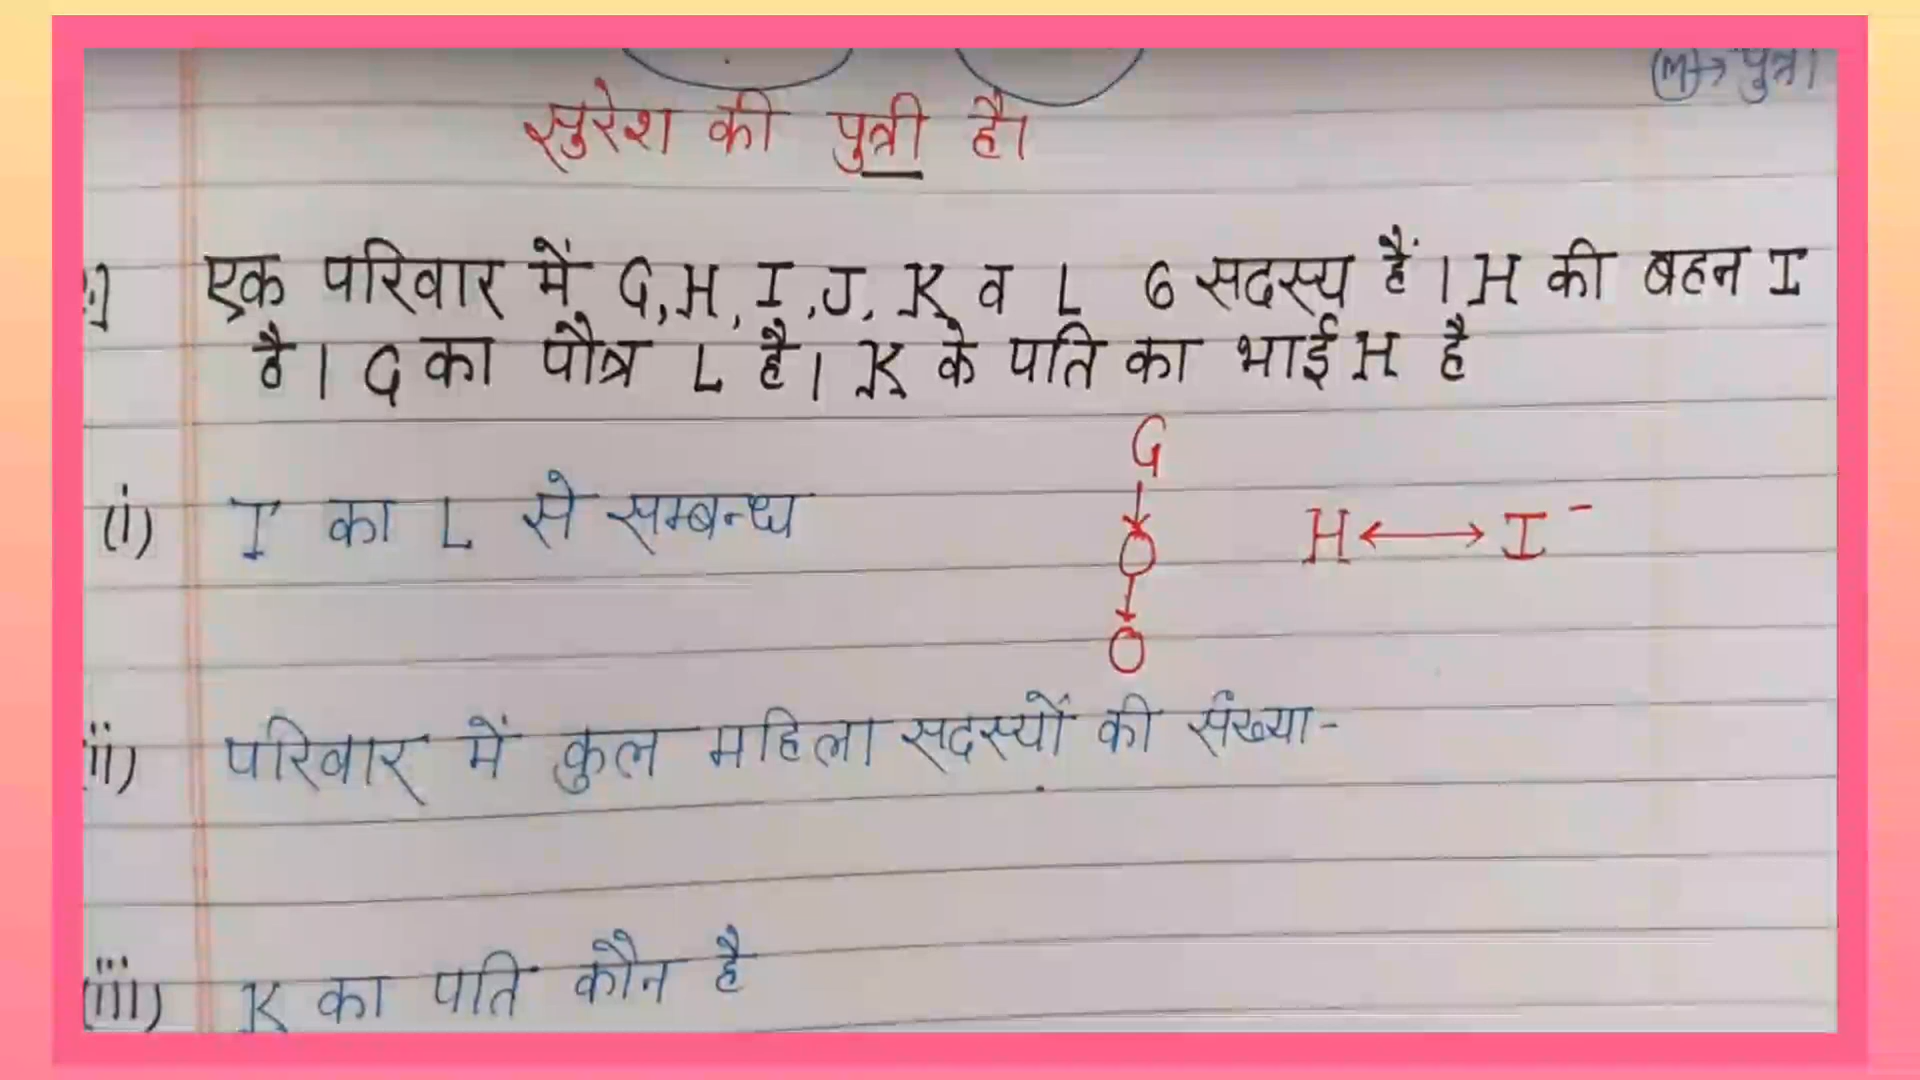 (M)→ पुत्र।
सुरेश की पुत्री है।
एक परिवार में G, H, I, J, K व L 6 सदस्य हैं। H की बहन I
है। G का पौत्र L है। K के पति का भाई H है
G
(i) I का L से सम्बन्ध
H ↔ I -
O
O
ii) परिवार में कुल महिला सदस्यों की संख्या-
(iii) K का पति कौन है